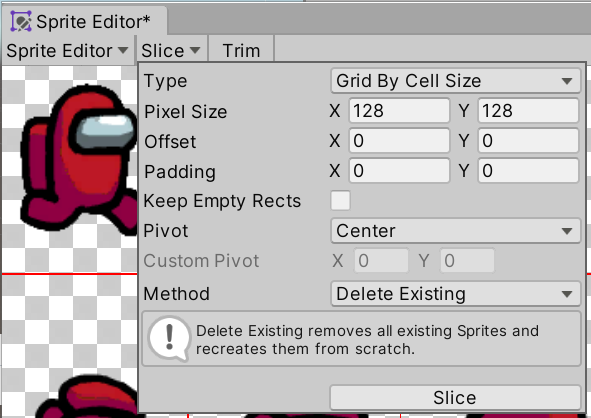 Sprite Editor*
Sprite Editor Slice Trim
Type Grid By Cell Size
Pixel Size X 128 Y 128
Offset X 0 Y 0
Padding X 0 Y 0
Keep Empty Rects
Pivot Center
Custom Pivot X 0 Y 0
Method Delete Existing
Delete Existing removes all existing Sprites and
recreates them from scratch.
Slice